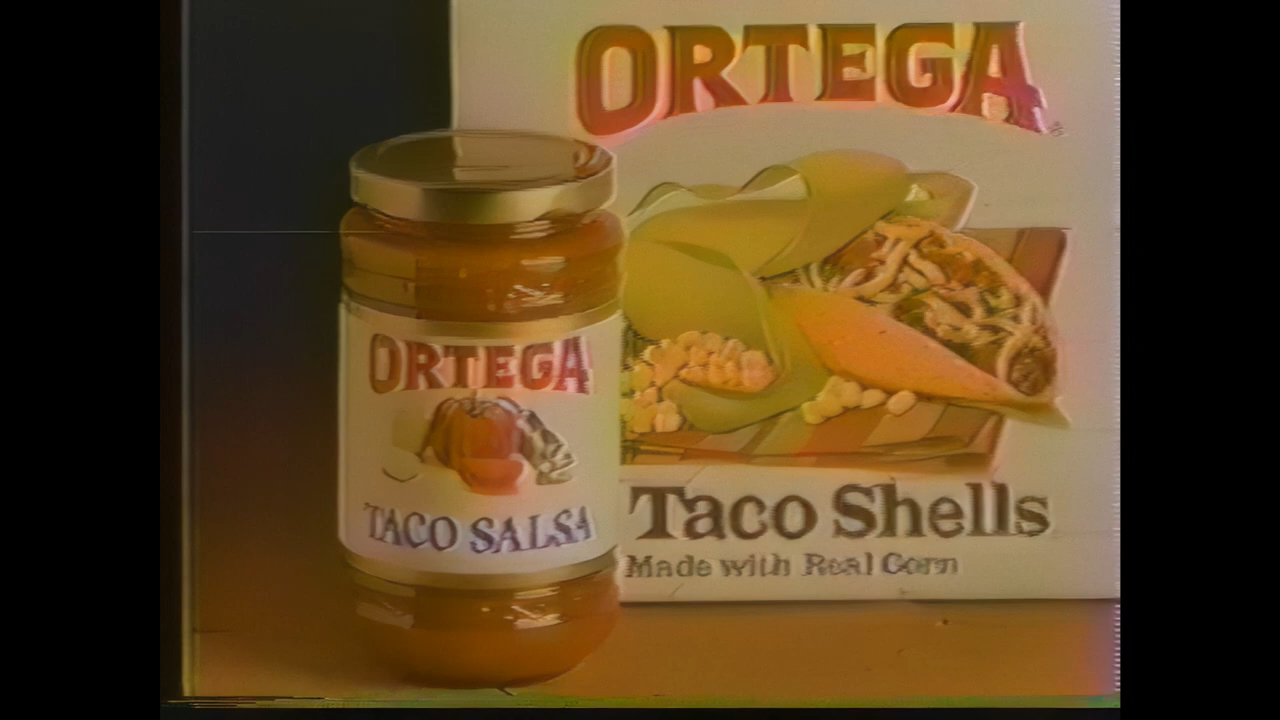 ORTEGA
Taco Shells
Made with Real Corn
ORTEGA
TACO SALSA